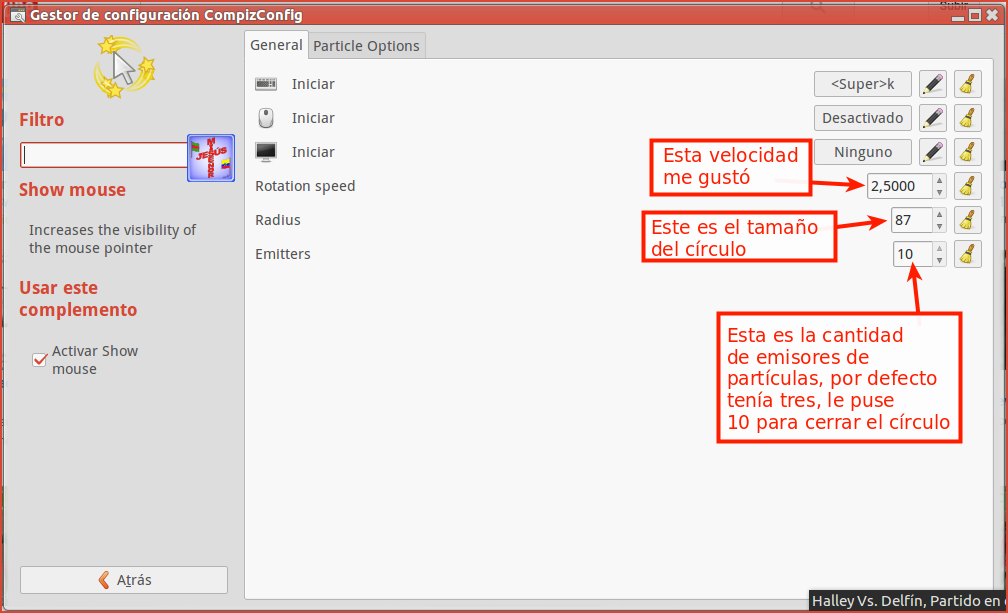 Gestor de configuración CompizConfig
General
Particle Options
Filtro
JESÚS
Show mouse
Increases the visibility of
the mouse pointer
Usar este
complemento
Activar Show
mouse
Atrás
Iniciar
<Super>k
Iniciar
Desactivado
Iniciar
Ninguno
Rotation speed
2,5000
Radius
87
Emitters
10
Esta velocidad
me gustó
Este es el tamaño
del círculo
Esta es la cantidad
de emisores de
partículas, por defecto
tenía tres, le puse
10 para cerrar el círculo
Halley Vs. Delfín, Partido en